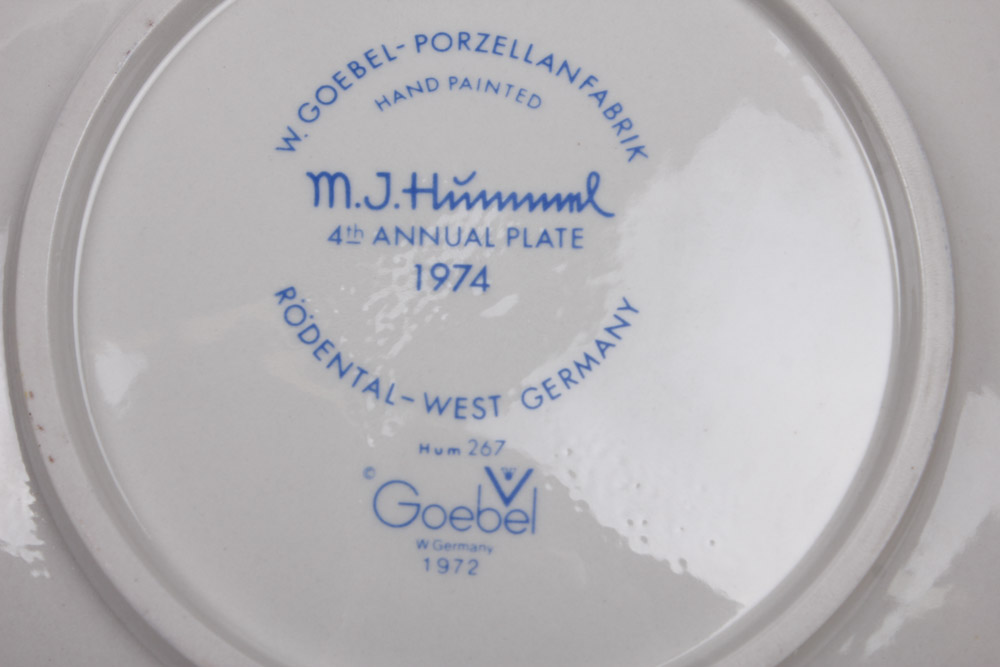 W. GOEBEL-PORZELLANFABRIK
HAND PAINTED
M.J. Hummel
4th ANNUAL PLATE
1974
RÖDENTAL-WEST GERMANY
Hum 267
© Goebel
W Germany
1972